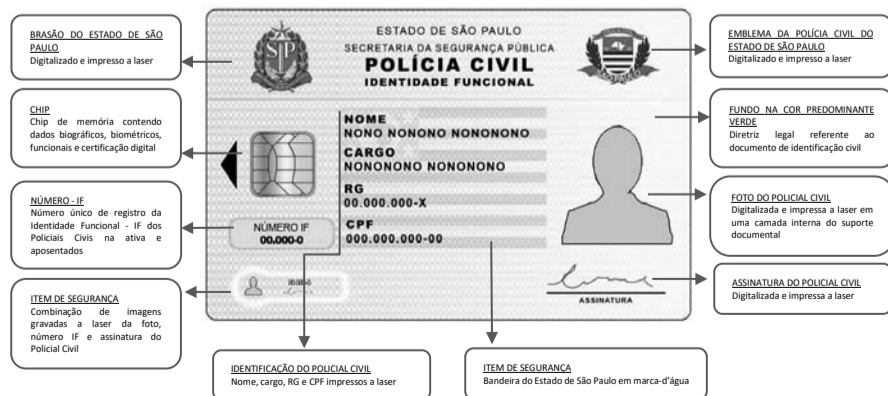 BRASÃO DO ESTADO DE SÃO
PAULO
Digitalizado e impresso a laser
CHIP
Chip de memória contendo
dados biográficos, biométricos,
funcionais e certificação digital
NÚMERO - IF
Número único de registro da
Identidade Funcional - IF dos
Policiais Civis na ativa e
aposentados
ITEM DE SEGURANÇA
Combinação de imagens
gravadas a laser da foto,
número IF e assinatura do
Policial Civil
ESTADO DE SÃO PAULO
SECRETARIA DA SEGURANÇA PÚBLICA
POLÍCIA CIVIL
IDENTIDADE FUNCIONAL
SP
SÃO PAULO
NOME
NONO NONONO NONONONO
CARGO
NONONONO NONONONO
RG
00.000.000-X
CPF
000.000.000-00
NÚMERO IF
00.000-0
ASSINATURA
EMBLEMA DA POLÍCIA CIVIL DO
ESTADO DE SÃO PAULO
Digitalizado e impresso a laser
FUNDO NA COR PREDOMINANTE
VERDE
Diretriz legal referente ao
documento de identificação civil
FOTO DO POLICIAL CIVIL
Digitalizada e impressa a laser em
uma camada interna do suporte
documental
ASSINATURA DO POLICIAL CIVIL
Digitalizada e impressa a laser
IDENTIFICAÇÃO DO POLICIAL CIVIL
Nome, cargo, RG e CPF impressos a laser
ITEM DE SEGURANÇA
Bandeira do Estado de São Paulo em marca-d'água